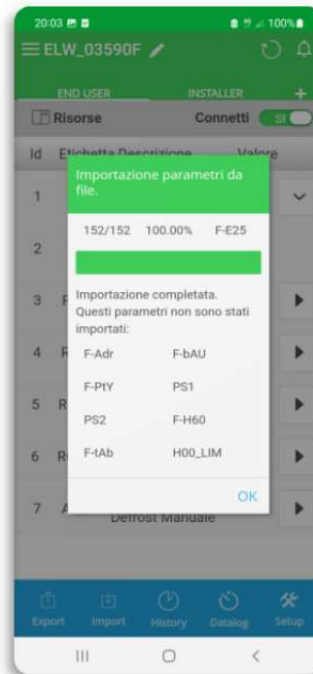 20:03 100%
ELW_03590F
END USER INSTALLER +
Risorse Connetti SI
Id Etichetta Descrizione Valore
Importazione parametri da
file.
1
152/152 100.00% F-E25
2
Importazione completata.
3
Questi parametri non sono stati
importati:
4
F-Adr F-bAU
F-PtY PS1
5 R
PS2 F-H60
6
F-tAb H00_LIM
OK
7 A
Defrost Manuale
Export Import History Datalog Setup